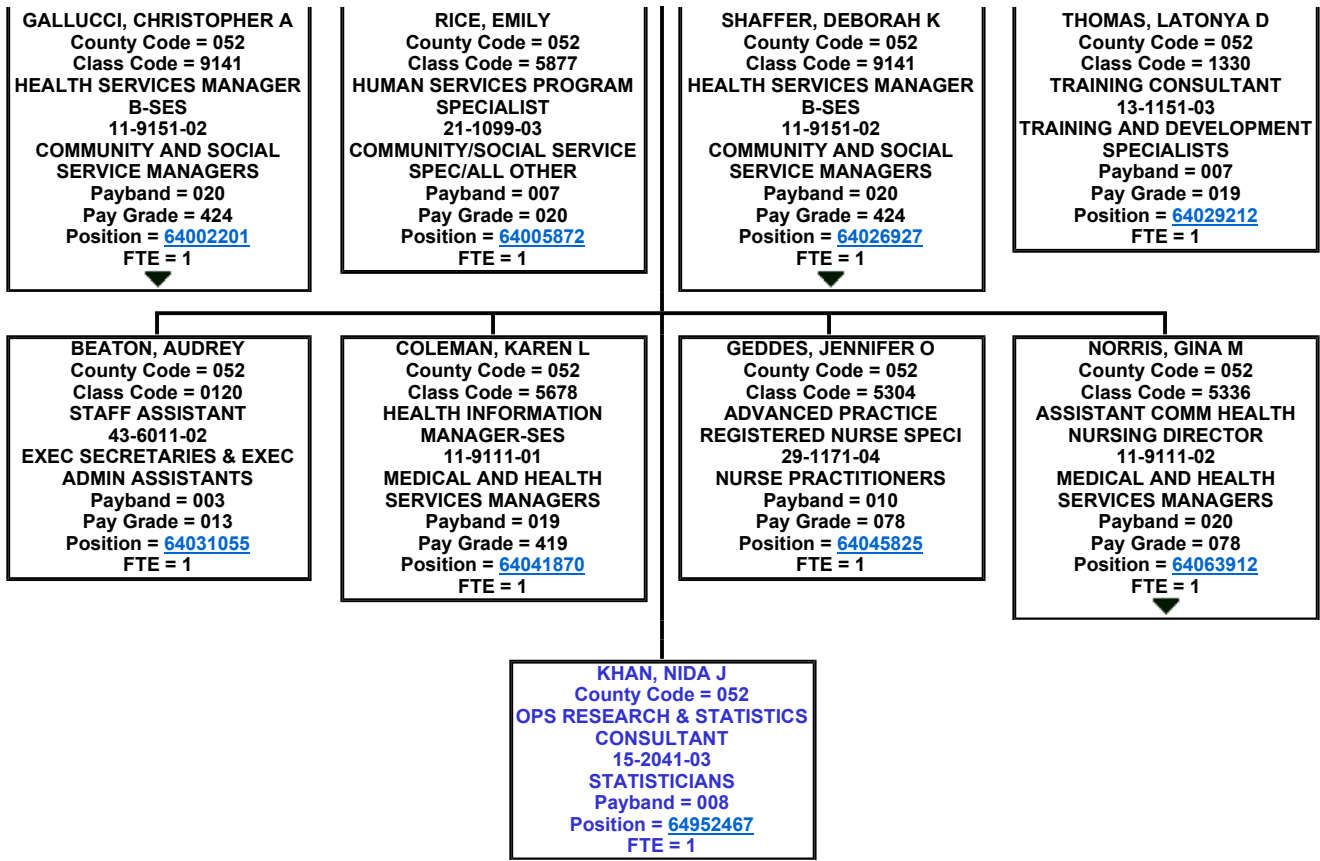 GALLUCCI, CHRISTOPHER A
County Code = 052
Class Code = 9141
HEALTH SERVICES MANAGER
B-SES
11-9151-02
COMMUNITY AND SOCIAL
SERVICE MANAGERS
Payband = 020
Pay Grade = 424
Position = 64002201
FTE = 1
RICE, EMILY
County Code = 052
Class Code = 5877
HUMAN SERVICES PROGRAM
SPECIALIST
21-1099-03
COMMUNITY/SOCIAL SERVICE
SPEC/ALL OTHER
Payband = 007
Pay Grade = 020
Position = 64005872
FTE = 1
SHAFFER, DEBORAH K
County Code = 052
Class Code = 9141
HEALTH SERVICES MANAGER
B-SES
11-9151-02
COMMUNITY AND SOCIAL
SERVICE MANAGERS
Payband = 020
Pay Grade = 424
Position = 64026927
FTE = 1
THOMAS, LATONYA D
County Code = 052
Class Code = 1330
TRAINING CONSULTANT
13-1151-03
TRAINING AND DEVELOPMENT
SPECIALISTS
Payband = 007
Pay Grade = 019
Position = 64029212
FTE = 1
BEATON, AUDREY
County Code = 052
Class Code = 0120
STAFF ASSISTANT
43-6011-02
EXEC SECRETARIES & EXEC
ADMIN ASSISTANTS
Payband = 003
Pay Grade = 013
Position = 64031055
FTE = 1
COLEMAN, KAREN L
County Code = 052
Class Code = 5678
HEALTH INFORMATION
MANAGER-SES
11-9111-01
MEDICAL AND HEALTH
SERVICES MANAGERS
Payband = 019
Pay Grade = 419
Position = 64041870
FTE = 1
GEDDES, JENNIFER O
County Code = 052
Class Code = 5304
ADVANCED PRACTICE
REGISTERED NURSE SPECI
29-1171-04
NURSE PRACTITIONERS
Payband = 010
Pay Grade = 078
Position = 64045825
FTE = 1
NORRIS, GINA M
County Code = 052
Class Code = 5336
ASSISTANT COMM HEALTH
NURSING DIRECTOR
11-9111-02
MEDICAL AND HEALTH
SERVICES MANAGERS
Payband = 020
Pay Grade = 078
Position = 64063912
FTE = 1
KHAN, NIDA J
County Code = 052
OPS RESEARCH & STATISTICS
CONSULTANT
15-2041-03
STATISTICIANS
Payband = 008
Position = 64952467
FTE = 1